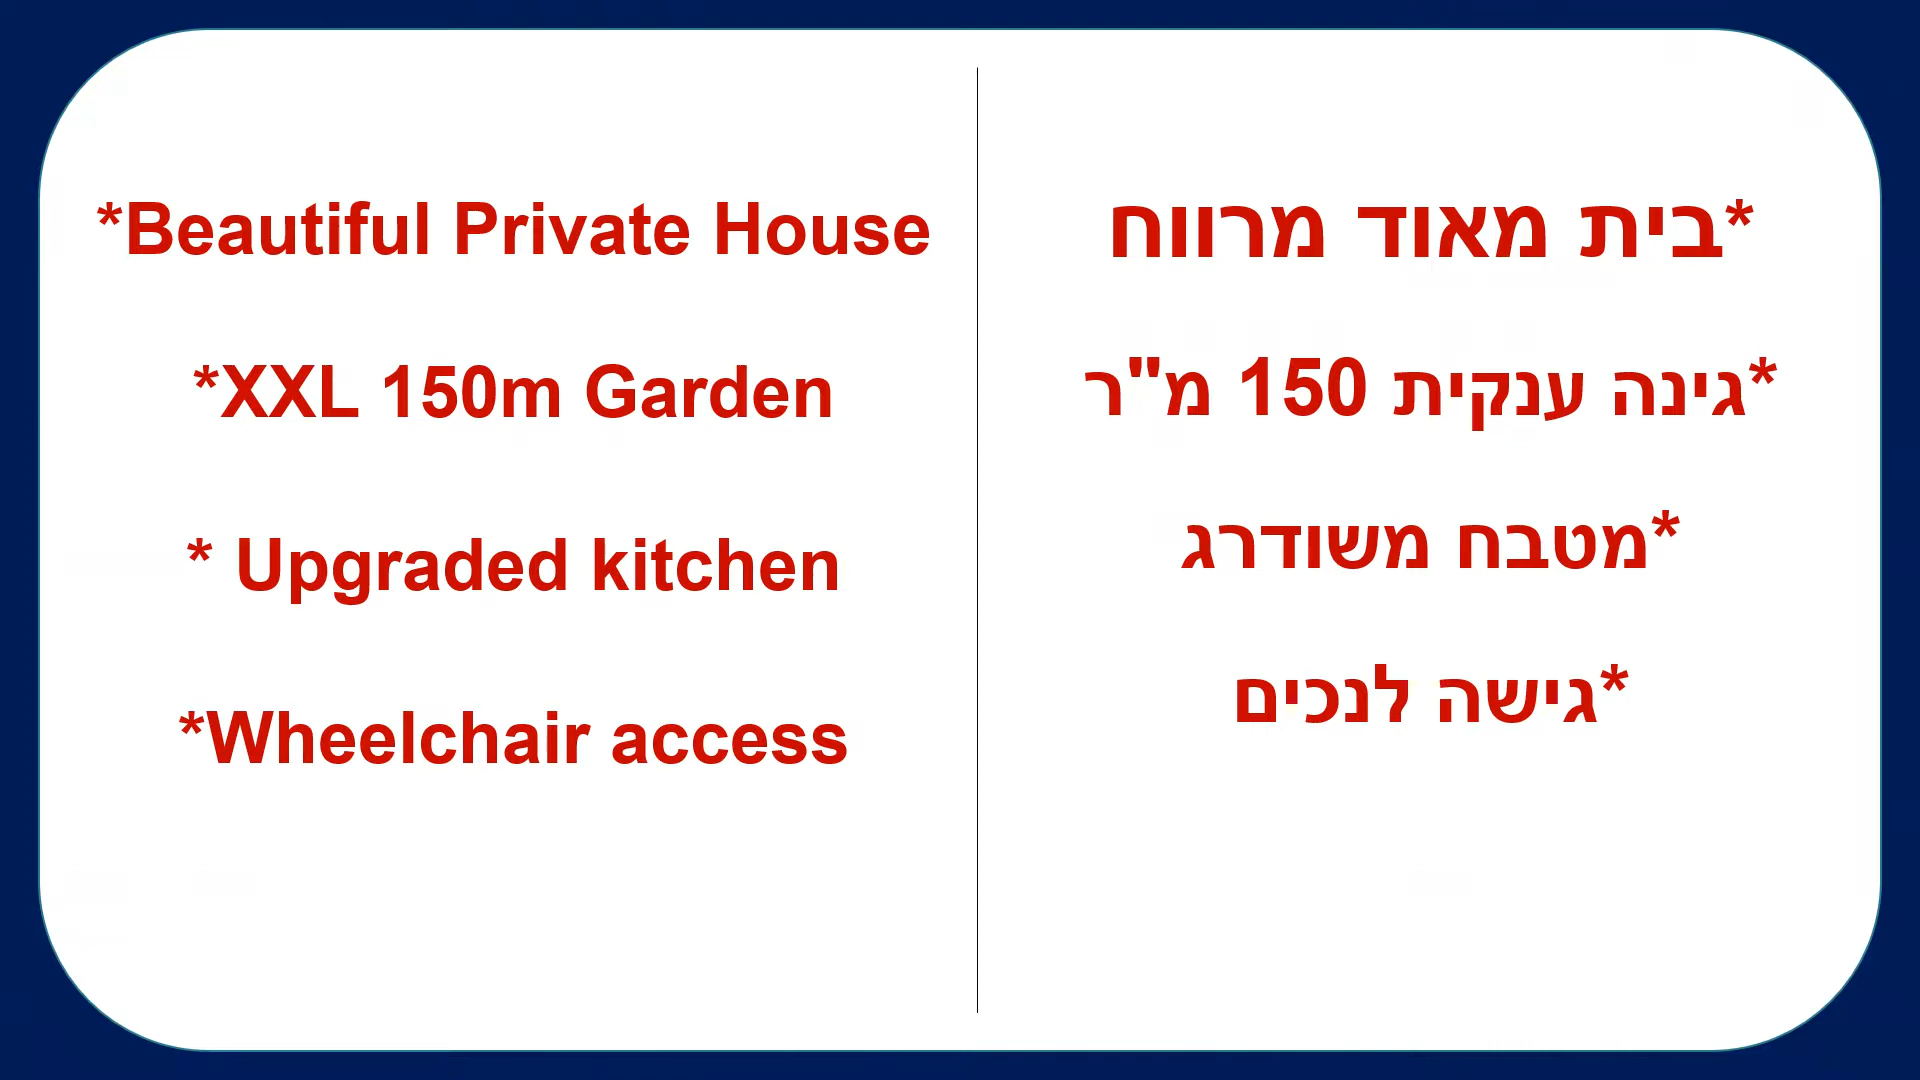 *Beautiful Private House
*XXL 150m Garden
* Upgraded kitchen
*Wheelchair access
*בית מאוד מרווח
*גינה ענקית 150 מ"ר
*מטבח משודרג
*גישה לנכים